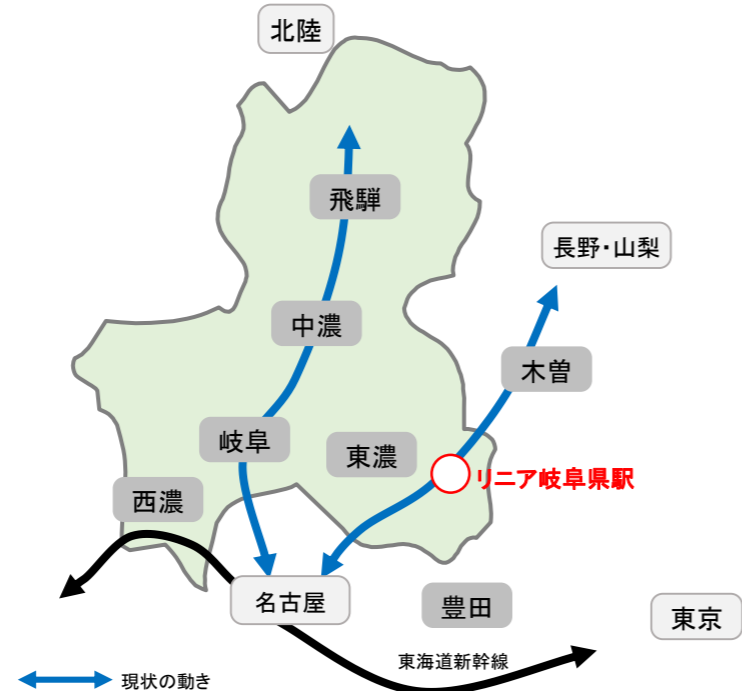 北陸
飛騨
長野・山梨
中濃
木曽
岐阜
東濃
リニア岐阜県駅
西濃
名古屋
豊田
東京
東海道新幹線
現状の動き